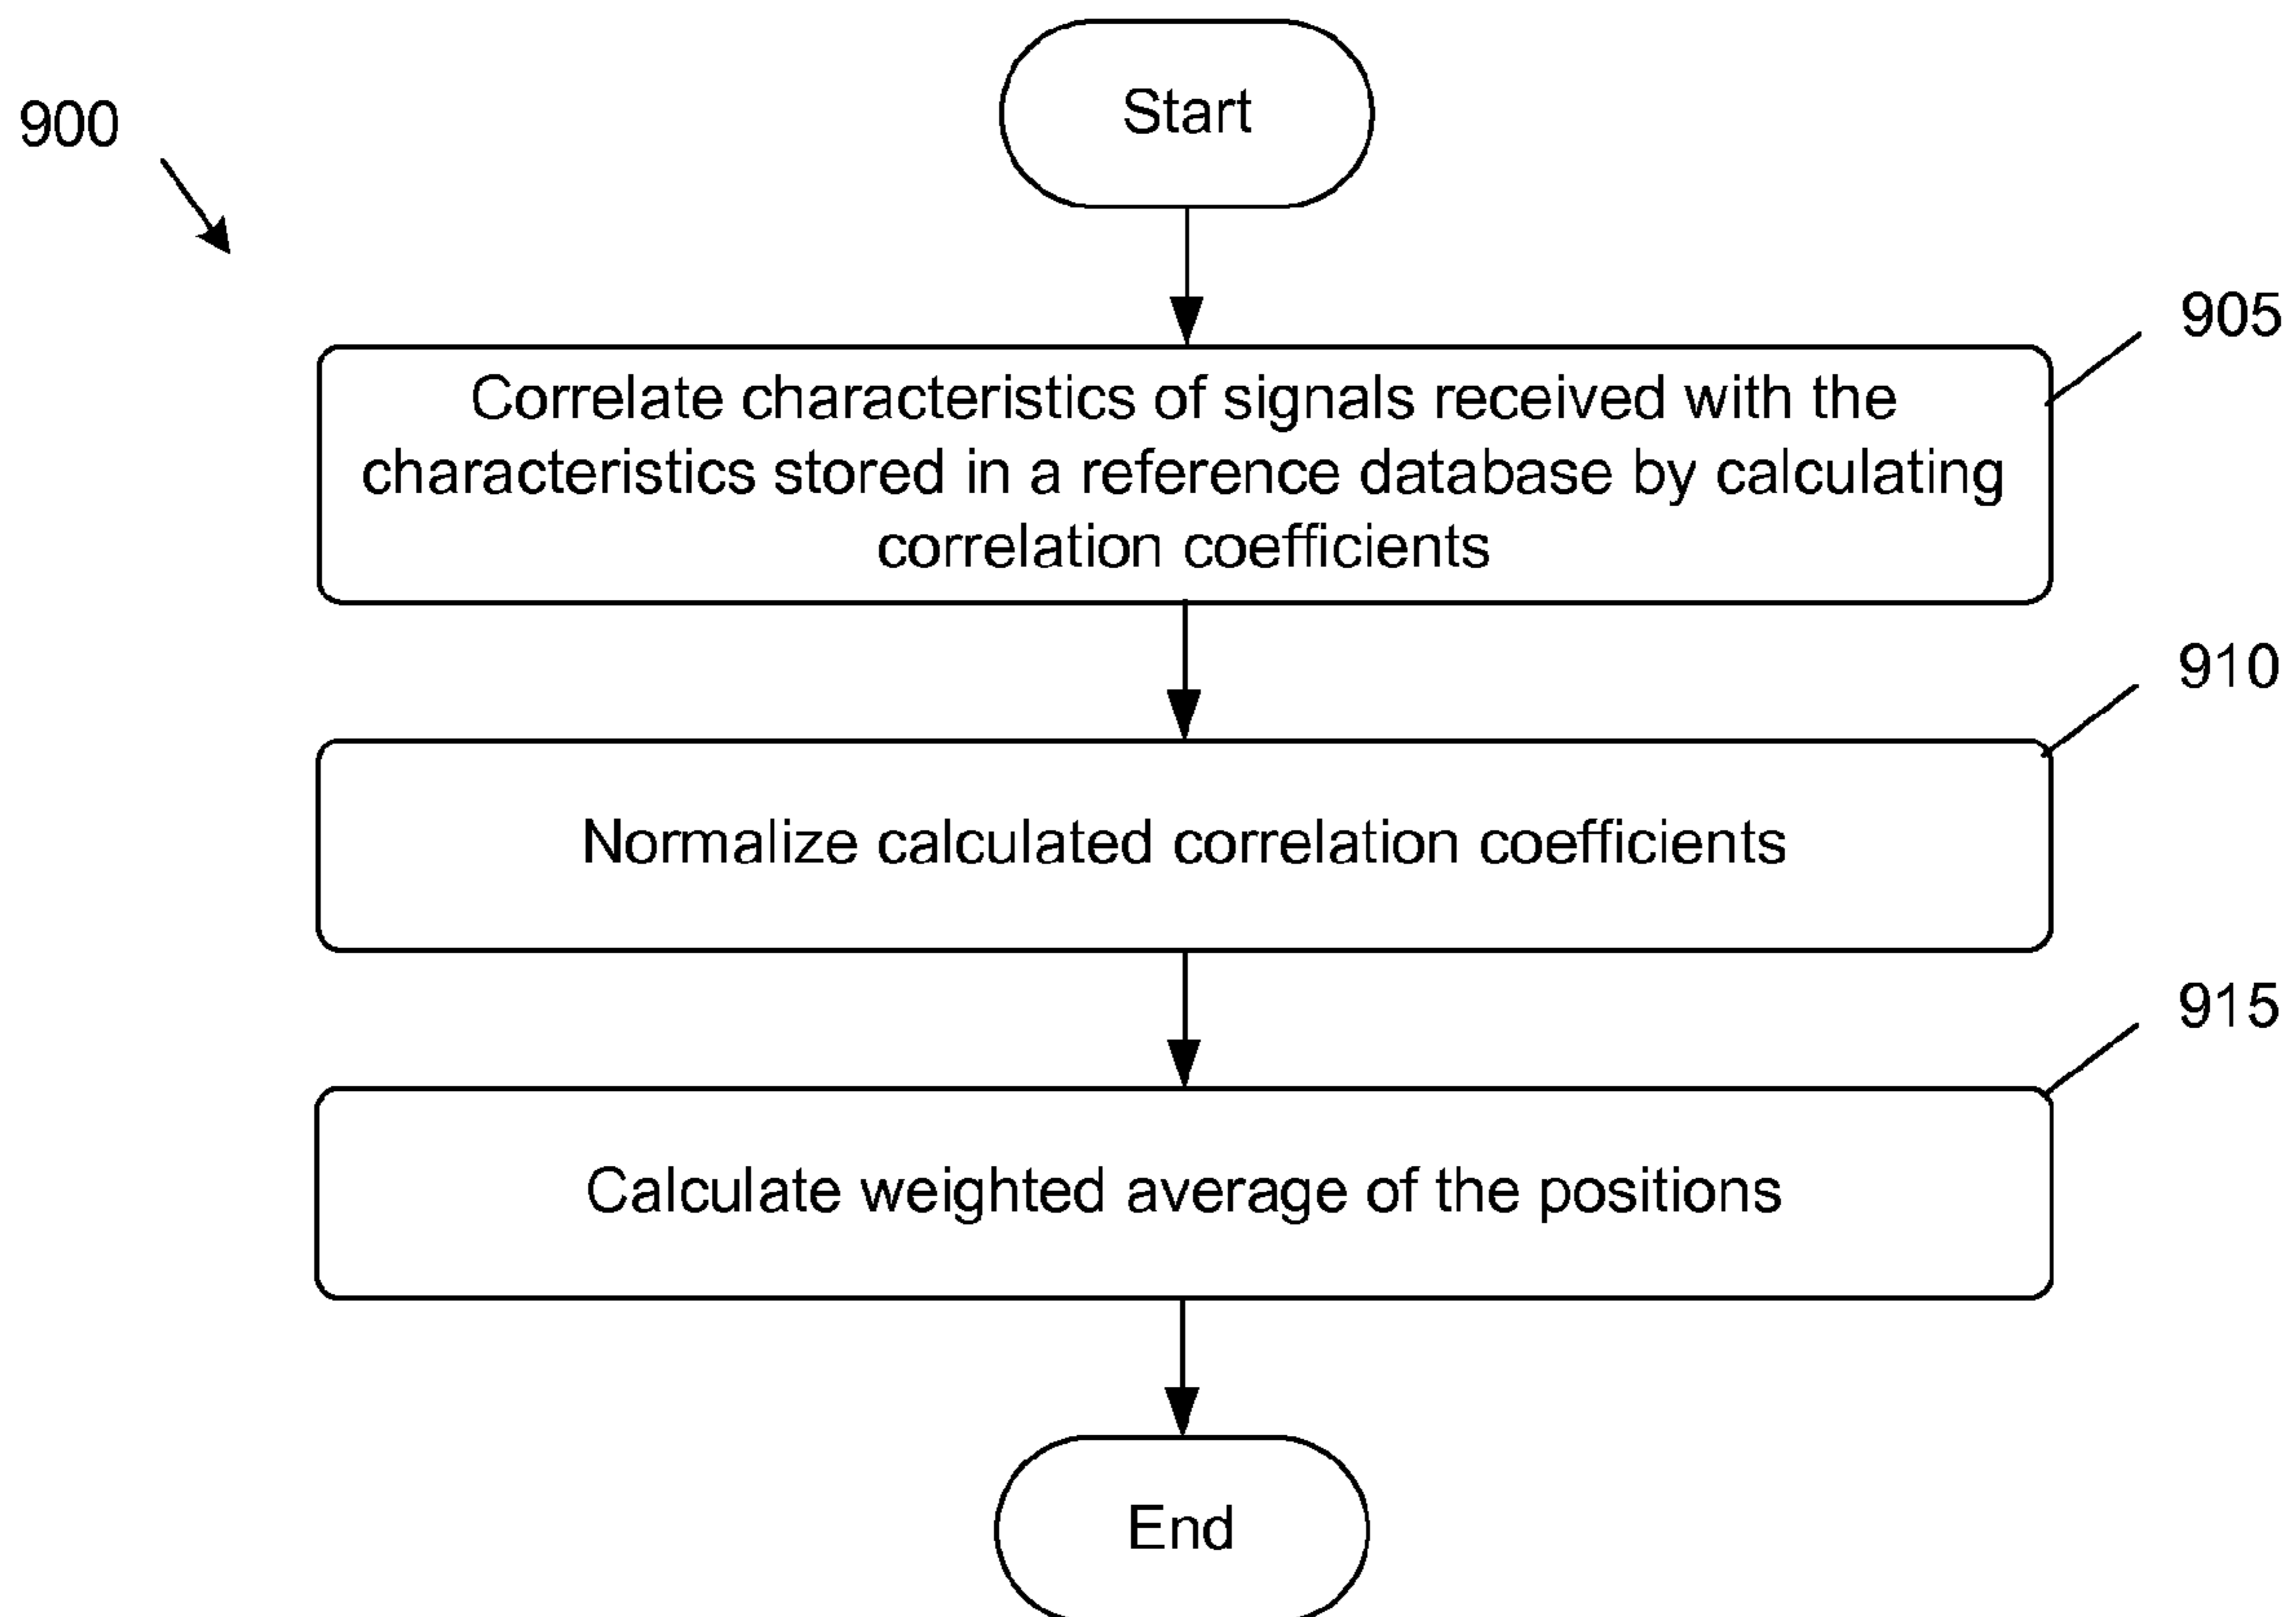 Start
900
905
Correlate characteristics of signals received with the
characteristics stored in a reference database by calculating
correlation coefficients
910
Normalize calculated correlation coefficients
915
Calculate weighted average of the positions
End